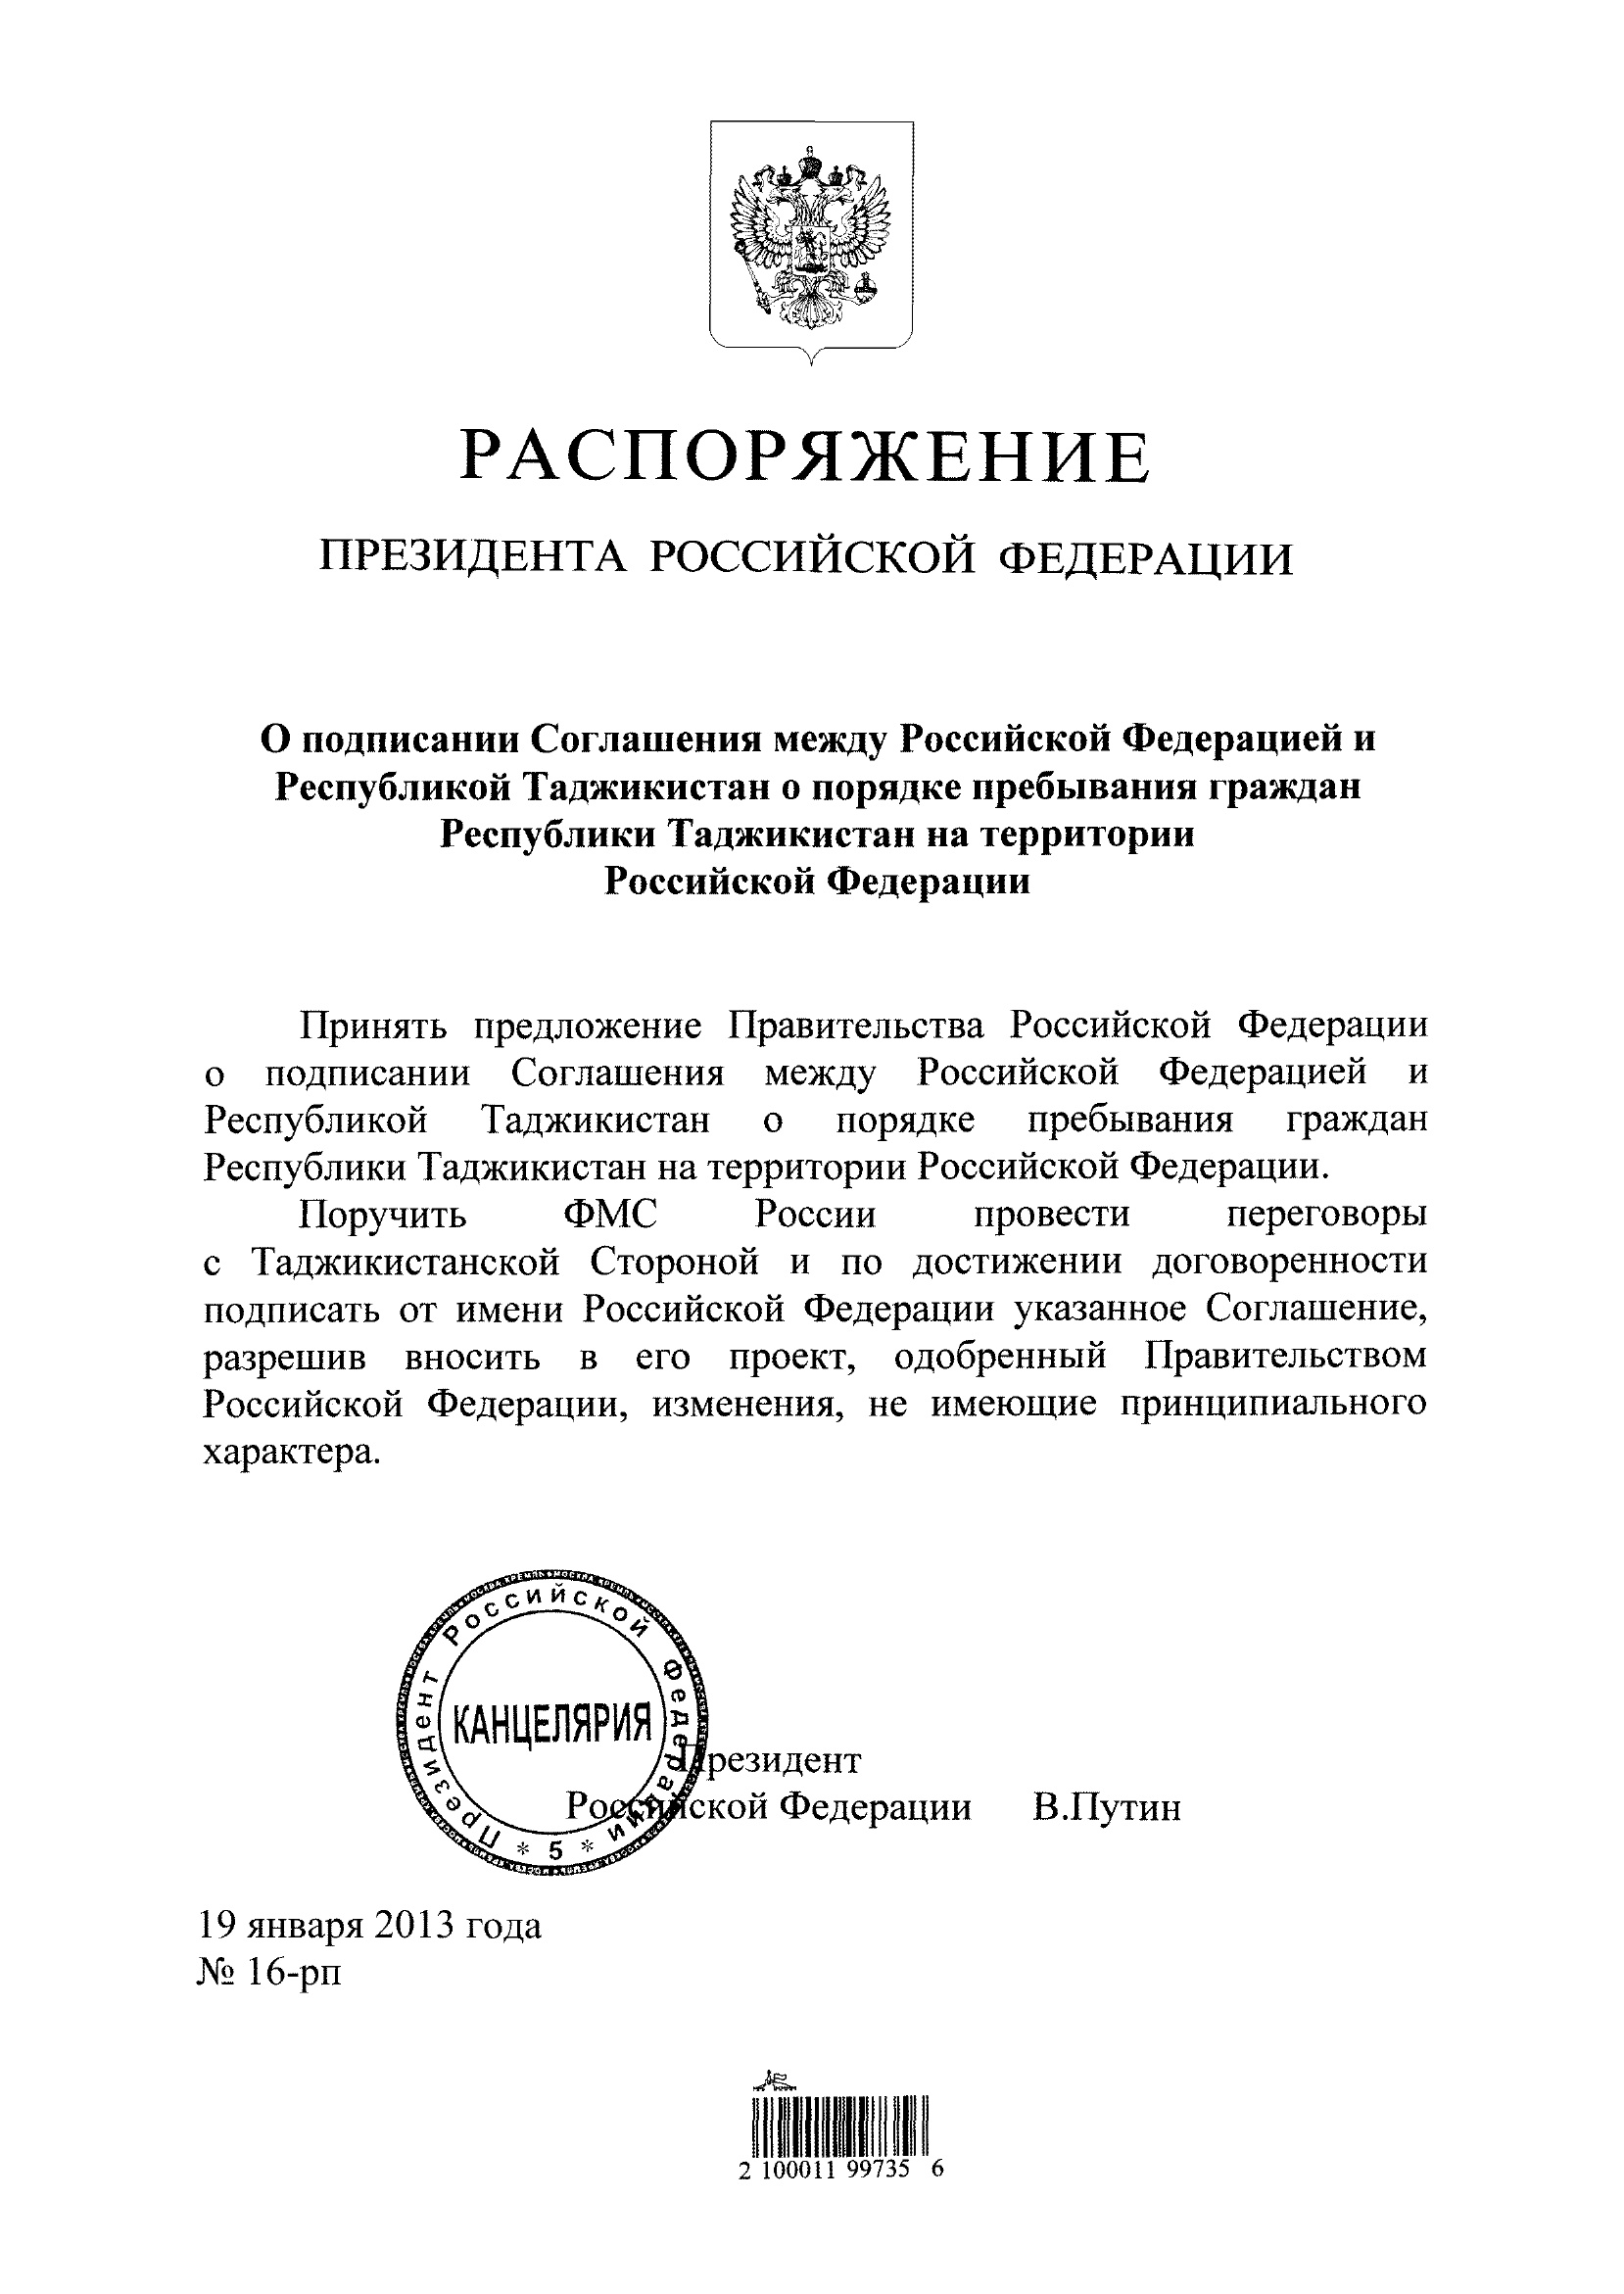 РАСПОРЯЖЕНИЕ
ПРЕЗИДЕНТА РОССИЙСКОЙ ФЕДЕРАЦИИ
О подписании Соглашения между Российской Федерацией и
Республикой Таджикистан о порядке пребывания граждан
Республики Таджикистан на территории
Российской Федерации
Принять предложение Правительства Российской Федерации
о подписании Соглашения между Российской Федерацией и
Республикой Таджикистан о порядке пребывания граждан
Республики Таджикистан на территории Российской Федерации.
Поручить ФМС России провести переговоры
с Таджикистанской Стороной и по достижении договоренности
подписать от имени Российской Федерации указанное Соглашение,
разрешив вносить в его проект, одобренный Правительством
Российской Федерации, изменения, не имеющие принципиального
характера.
Президент Российской Федерации
КАНЦЕЛЯРИЯ
* 5 *
Президент
Российской Федерации В.Путин
19 января 2013 года
№ 16-рп
2 100011 99735 6